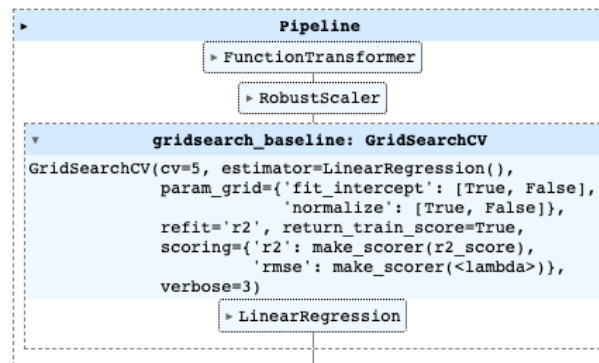 Pipeline
FunctionTransformer
RobustScaler
gridsearch_baseline: GridSearchCV
GridSearchCV(cv=5, estimator=LinearRegression(),
param_grid={'fit_intercept': [True, False],
'normalize': [True, False]},
refit='r2', return_train_score=True,
scoring={'r2': make_scorer(r2_score),
'rmse': make_scorer(<lambda>)},
verbose=3)
LinearRegression